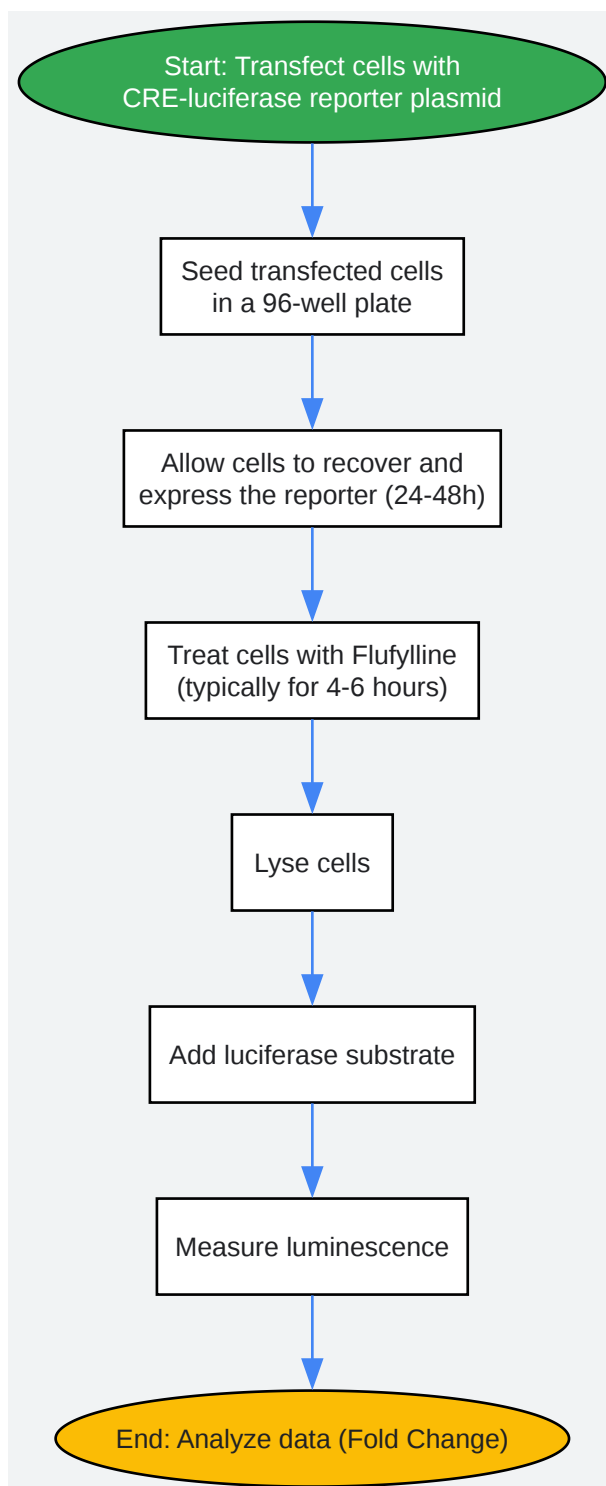 Start: Transfect cells with
CRE-luciferase reporter plasmid
Seed transfected cells
in a 96-well plate
Allow cells to recover and
express the reporter (24-48h)
Treat cells with Flufylline
(typically for 4-6 hours)
Lyse cells
Add luciferase substrate
Measure luminescence
End: Analyze data (Fold Change)